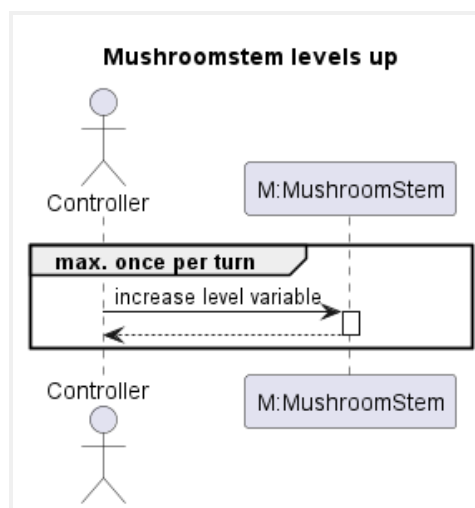 Mushroomstem levels up
Controller
M:MushroomStem
max. once per turn
increase level variable
Controller
M:MushroomStem